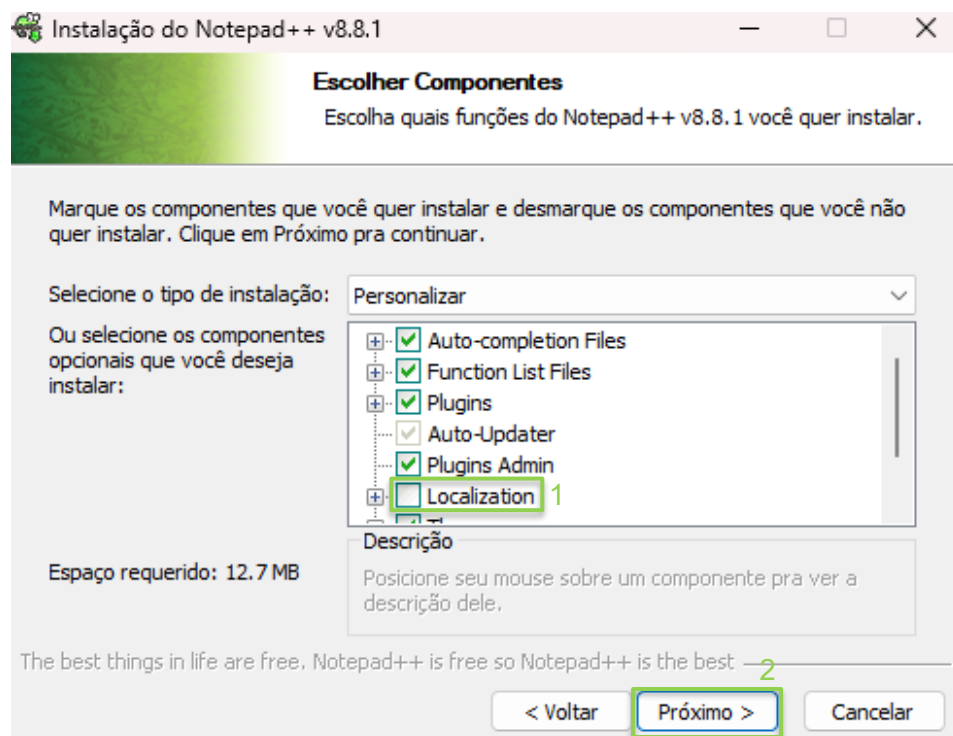 Instalação do Notepad++ v8.8.1
Escolher Componentes
Escolha quais funções do Notepad++ v8.8.1 você quer instalar.
Marque os componentes que você quer instalar e desmarque os componentes que você não
quer instalar. Clique em Próximo pra continuar.
Selecione o tipo de instalação:
Personalizar
Ou selecione os componentes
opcionais que você deseja
instalar:
Auto-completion Files
Function List Files
Plugins
Auto-Updater
Plugins Admin
Localization 1
Descrição
Espaço requerido: 12.7 MB
Posicione seu mouse sobre um componente pra ver a
descrição dele.
The best things in life are free. Notepad++ is free so Notepad++ is the best
2
< Voltar
Próximo >
Cancelar